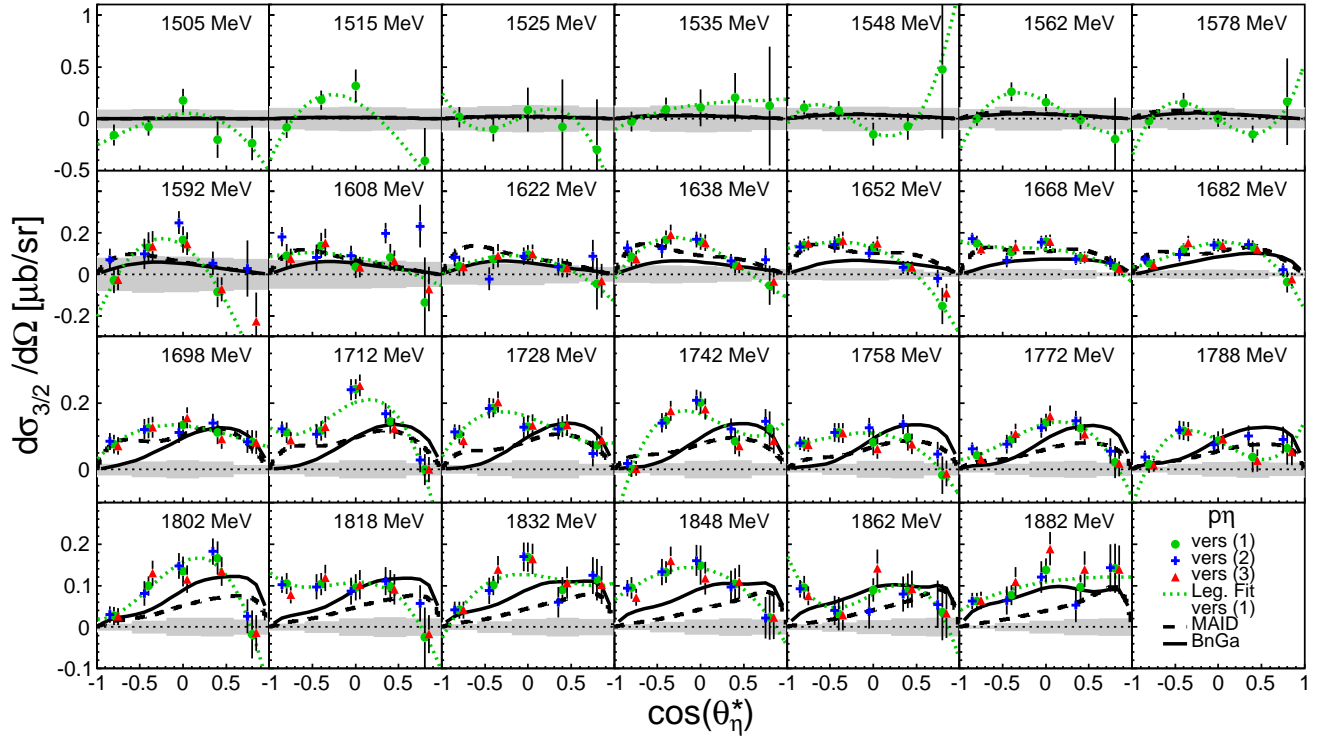 1505 MeV 1515 MeV 1525 MeV 1535 MeV 1548 MeV 1562 MeV 1578 MeV
1
0.5
0
-0.5
1592 MeV 1608 MeV 1622 MeV 1638 MeV 1652 MeV 1668 MeV 1682 MeV
0.2
0
-0.2
dσ3/2 /dΩ [μb/sr]
1698 MeV 1712 MeV 1728 MeV 1742 MeV 1758 MeV 1772 MeV 1788 MeV
0.2
0
1802 MeV 1818 MeV 1832 MeV 1848 MeV 1862 MeV 1882 MeV
0.2
0.1
0
-0.1
pη
vers (1)
vers (2)
vers (3)
Leg. Fit
vers (1)
MAID
BnGa
-1 -0.5 0 0.5 -1 -0.5 0 0.5 -1 -0.5 0 0.5 -1 -0.5 0 0.5 -1 -0.5 0 0.5 -1 -0.5 0 0.5 -1 -0.5 0 0.5 1
cos(θ*η)